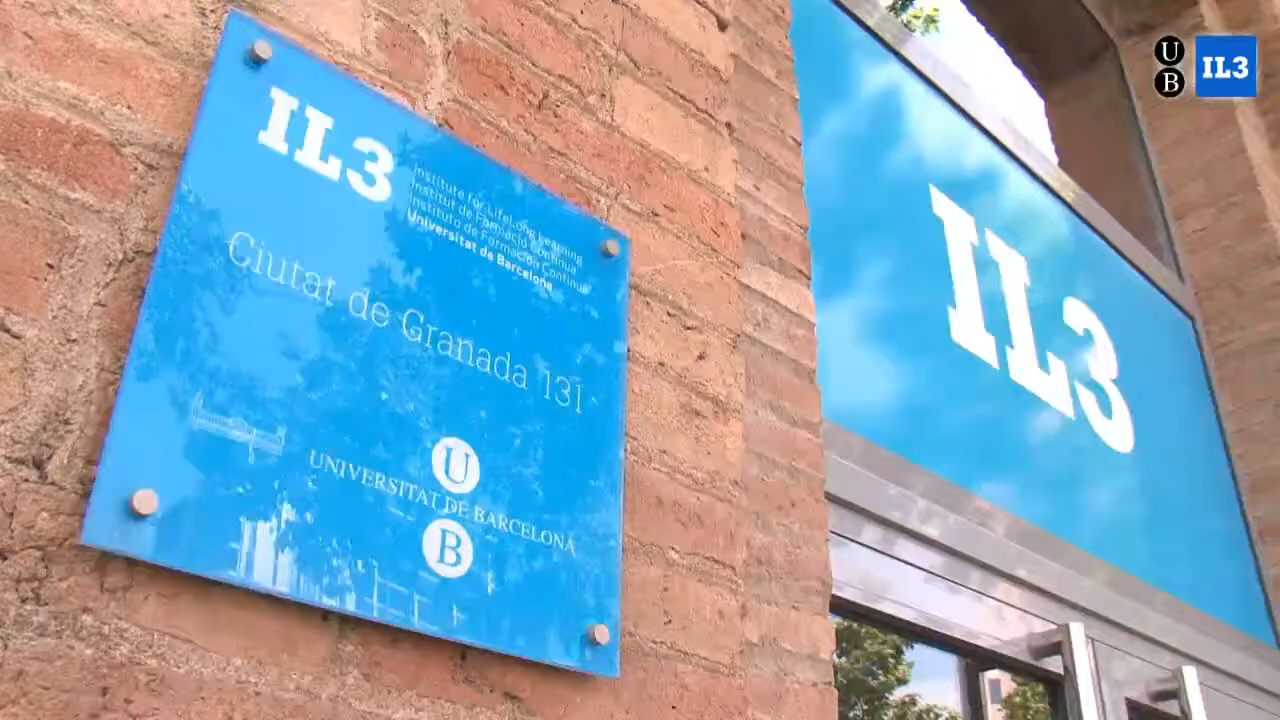 IL3
Institute for LifeLong Learning
Institut de Formació Contínua
Instituto de Formación Continua
Universitat de Barcelona
Ciutat de Granada 131
U
UNIVERSITAT DE BARCELONA
B
IL3
U
B
IL3